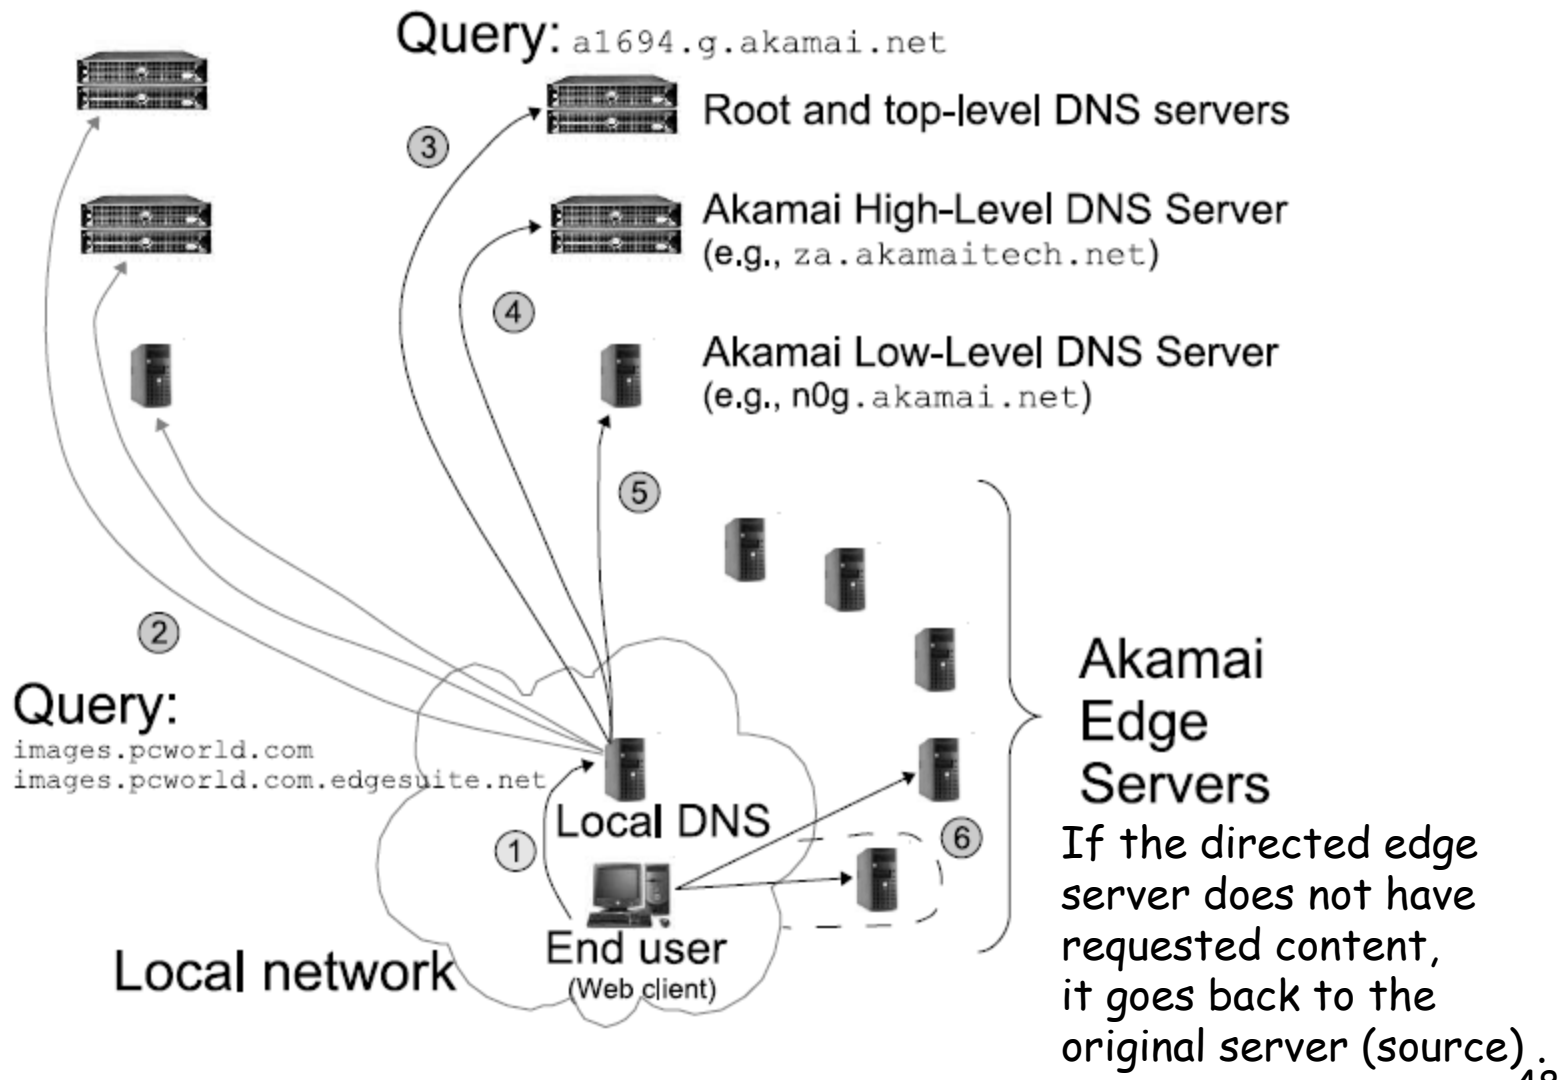 Query: a1694.g.akamai.net
Root and top-level DNS servers
3
Akamai High-Level DNS Server
(e.g., za.akamaitech.net)
4
Akamai Low-Level DNS Server
(e.g., n0g.akamai.net)
5
2
Query:
images.pcworld.com
images.pcworld.com.edgesuite.net
Local DNS
1
6
End user
(Web client)
Local network
Akamai
Edge
Servers
If the directed edge
server does not have
requested content,
it goes back to the
original server (source) .